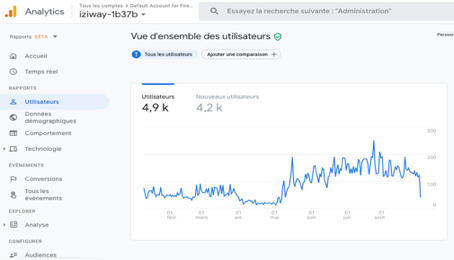 Analytics
Tous les comptes > Default Account for Fire...
iziway-1b37b
Essayez la recherche suivante : "Administration"
Rapports BÊTA
Accueil
Temps réel
RAPPORTS
Utilisateurs
Données
démographiques
Comportement
Technologie
ÉVÉNEMENTS
Conversions
Tous les
événements
EXPLORER
Analyse
CONFIGURER
Audiences
Vue d'ensemble des utilisateurs
Person
Tous les utilisateurs
Ajouter une comparaison +
Utilisateurs
4,9 k
Nouveaux utilisateurs
4,2 k
300
200
100
0
01 févr.
01 mars
01 avr.
01 mai
01 juin
01 juil.
01 août